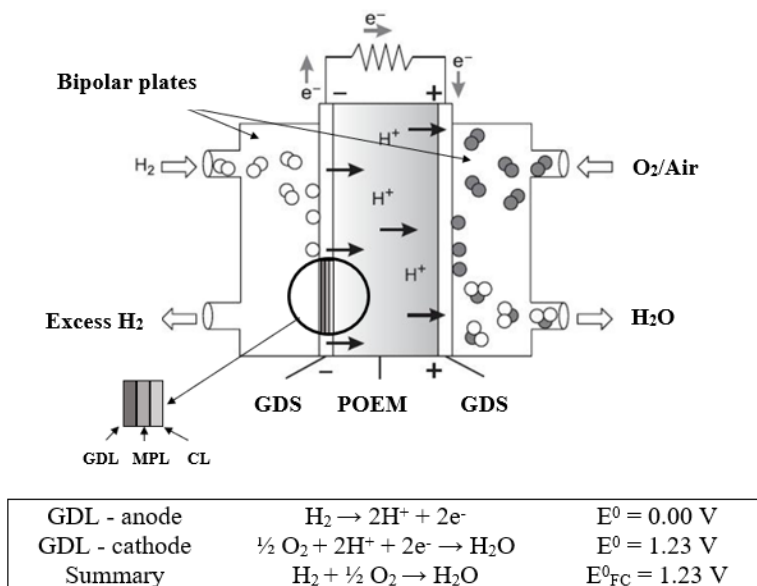 e⁻
e⁻ − + e⁻
Bipolar plates
H₂ H⁺ O₂/Air
H⁺
H⁺
Excess H₂ H₂O
− +
GDS POEM GDS
GDL MPL CL
GDL - anode H₂ → 2H⁺ + 2e⁻ E⁰ = 0.00 V
GDL - cathode ½ O₂ + 2H⁺ + 2e⁻ → H₂O E⁰ = 1.23 V
Summary H₂ + ½ O₂ → H₂O E⁰FC = 1.23 V